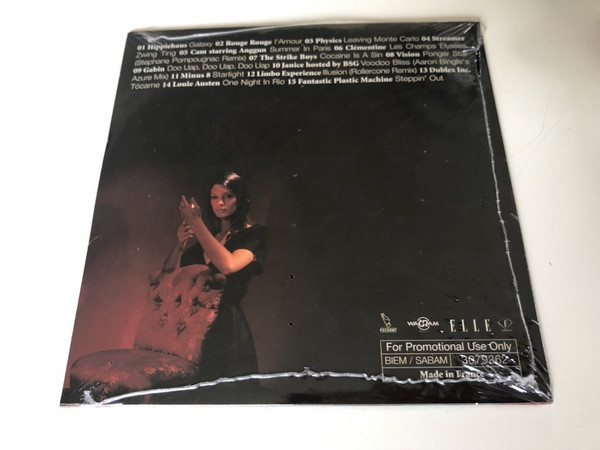 01 Hippiehaus Galaxy 02 Rouge Rouge l'Amour 03 Physics Leaving Monte Carlo 04 Streamer
Zwing Ting 05 Cam starring Anggun Summer In Paris 06 Clémentine Les Champs Elysées
(Stephane Pompougnac Remix) 07 The Strike Boys Cocaine Is A Sin 08 Vision Ponger Star
09 Gabin Doo Uap, Doo Uap, Doo Uap 10 Janice hosted by BSG Voodoo Bliss (Aaron Bingle's
Azure Mix) 11 Minus 8 Starlight 12 Limbo Experience Illusion (Rollercone Remix) 13 Dublex Inc.
Tócame 14 Louie Austen One Night In Rio 15 Fantastic Plastic Machine Steppin' Out
WAGRAM ELLE
For Promotional Use Only
BIEM / SABAM 3079362
Made in France